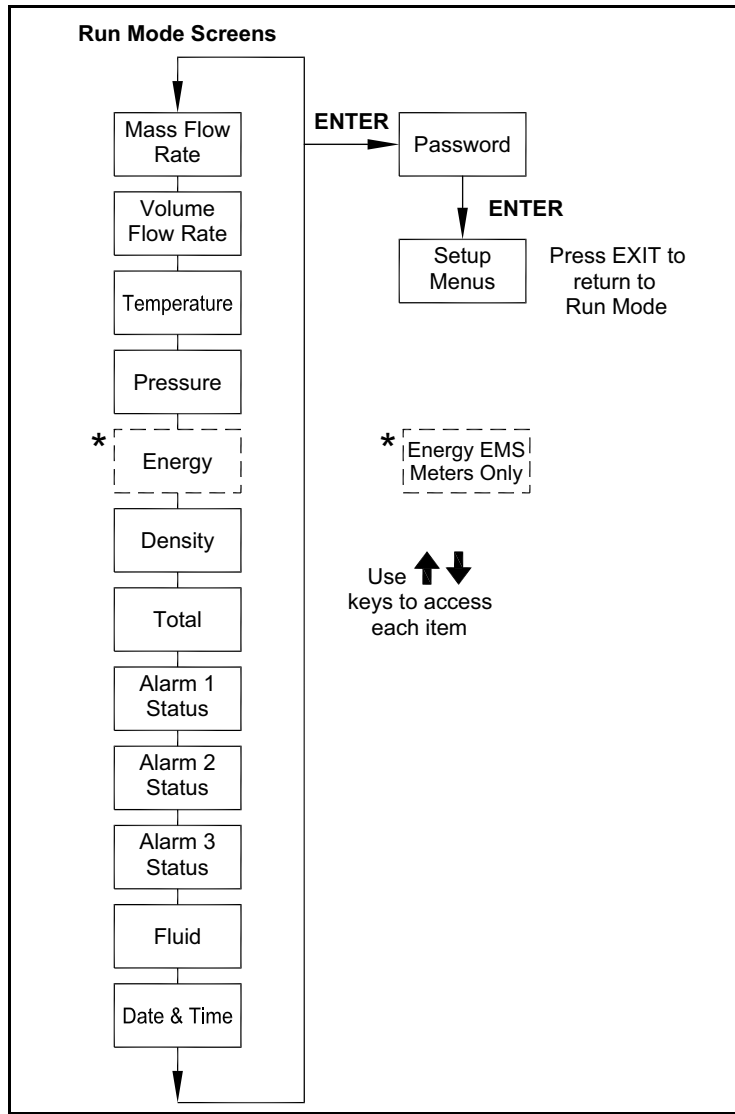 Run Mode Screens
Mass Flow
Rate
Volume
Flow Rate
Temperature
Pressure
*
Energy
Density
Total
Alarm 1
Status
Alarm 2
Status
Alarm 3
Status
Fluid
Date & Time
ENTER
Password
ENTER
Setup
Menus
Press EXIT to
return to
Run Mode
*
Energy EMS
Meters Only
Use
keys to access
each item